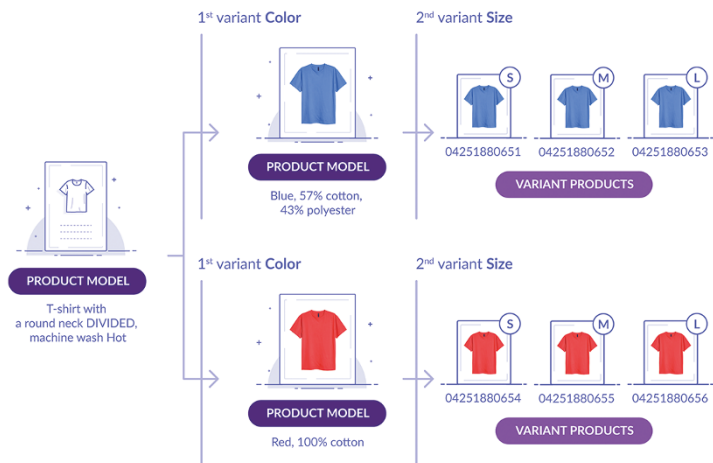 1st variant Color
2nd variant Size
S
M
L
04251880651
04251880652
04251880653
PRODUCT MODEL
VARIANT PRODUCTS
Blue, 57% cotton,
43% polyester
PRODUCT MODEL
T-shirt with
a round neck DIVIDED,
machine wash Hot
1st variant Color
2nd variant Size
S
M
L
04251880654
04251880655
04251880656
PRODUCT MODEL
VARIANT PRODUCTS
Red, 100% cotton